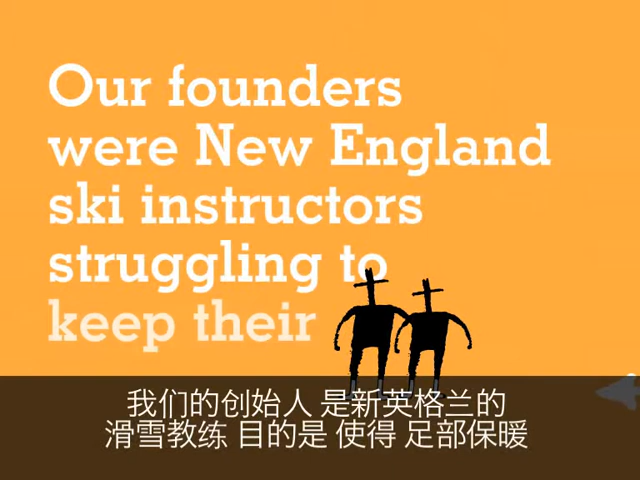 Our founders
were New England
ski instructors
struggling to
keep their
我们的创始人 是新英格兰的
滑雪教练 目的是 使得 足部保暖